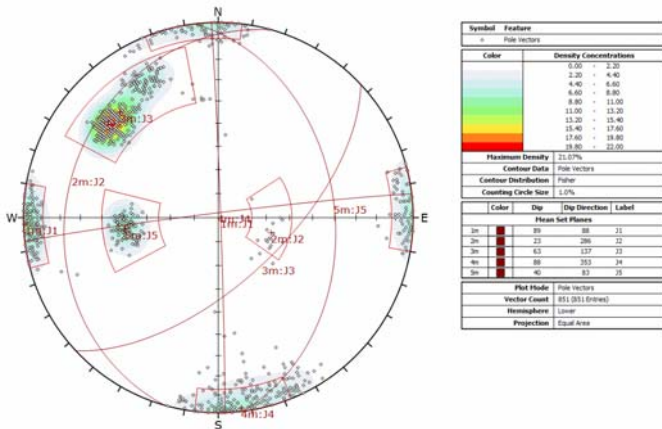 N
3m:J3
2m:J2
W
1m:J1
5m:J5
4m:J4
1m:J1
2m:J2
5m:J5
E
3m:J3
4m:J4
S
Symbol Feature
Pole Vectors
Color Density Concentrations
0.00 - 2.20
2.20 - 4.40
4.40 - 6.60
6.60 - 8.80
8.80 - 11.00
11.00 - 13.20
13.20 - 15.40
15.40 - 17.60
17.60 - 19.80
19.80 - 22.00
Maximum Density 21.07%
Contour Data Pole Vectors
Contour Distribution Fisher
Counting Circle Size 1.0%
Color Dip Dip Direction Label
Mean Set Planes
1m 89 88 J1
2m 23 286 J2
3m 63 137 J3
4m 88 353 J4
5m 40 83 J5
Plot Mode Pole Vectors
Vector Count 851 (851 Entries)
Hemisphere Lower
Projection Equal Area